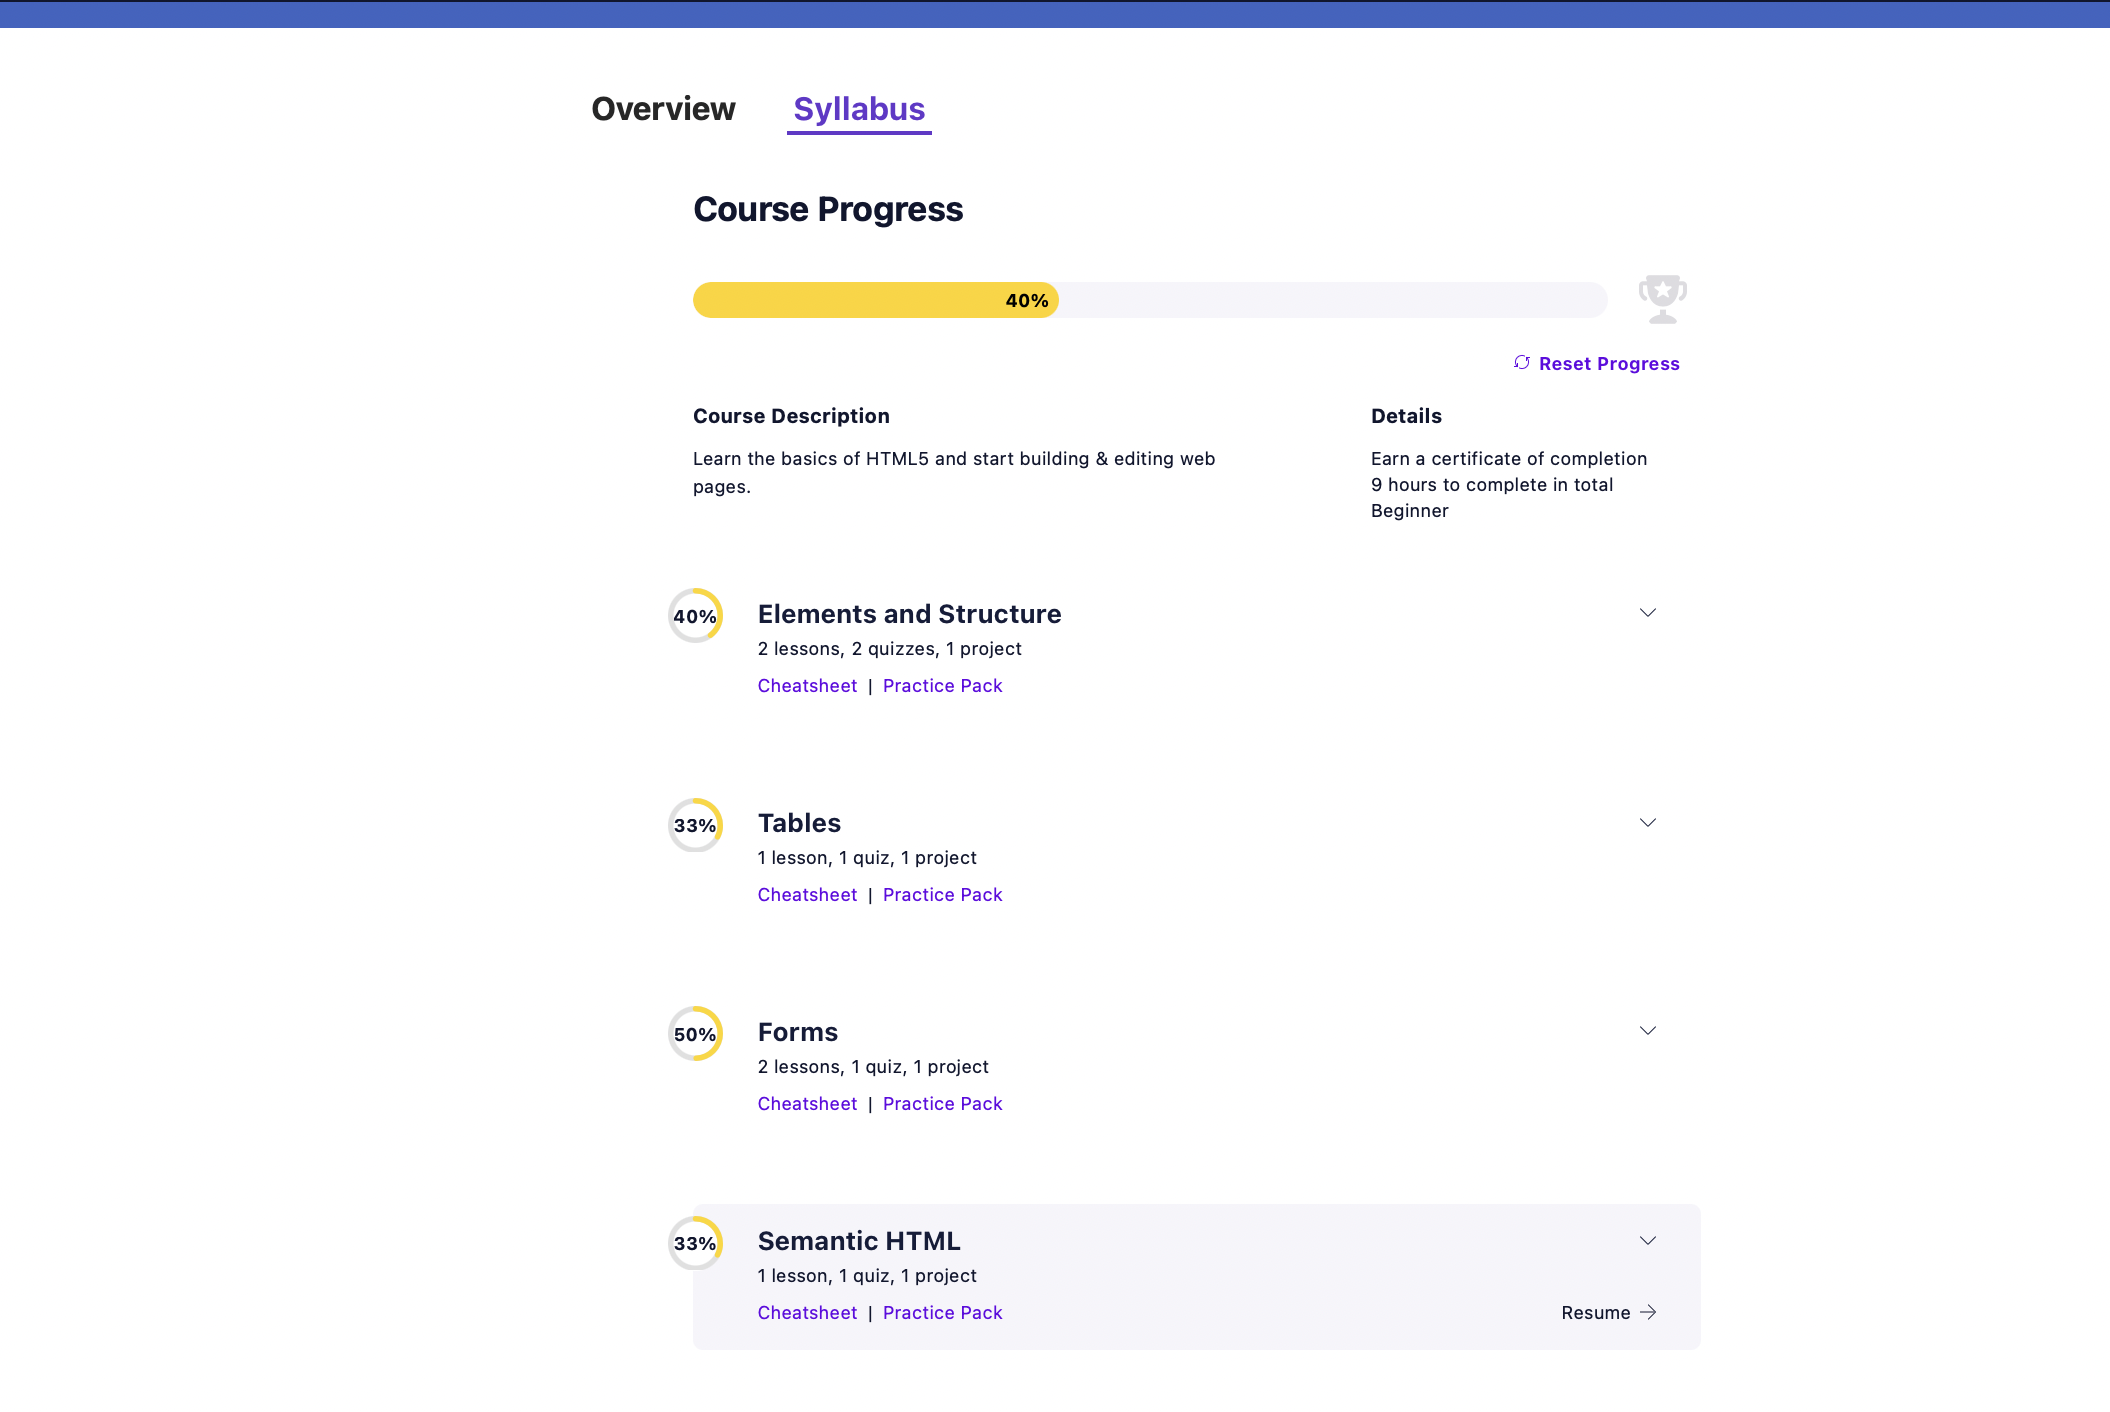 Overview Syllabus
Course Progress
40%
Reset Progress
Course Description
Learn the basics of HTML5 and start building & editing web
pages.
Details
Earn a certificate of completion
9 hours to complete in total
Beginner
40% Elements and Structure
2 lessons, 2 quizzes, 1 project
Cheatsheet | Practice Pack
33% Tables
1 lesson, 1 quiz, 1 project
Cheatsheet | Practice Pack
50% Forms
2 lessons, 1 quiz, 1 project
Cheatsheet | Practice Pack
33% Semantic HTML
1 lesson, 1 quiz, 1 project
Cheatsheet | Practice Pack Resume